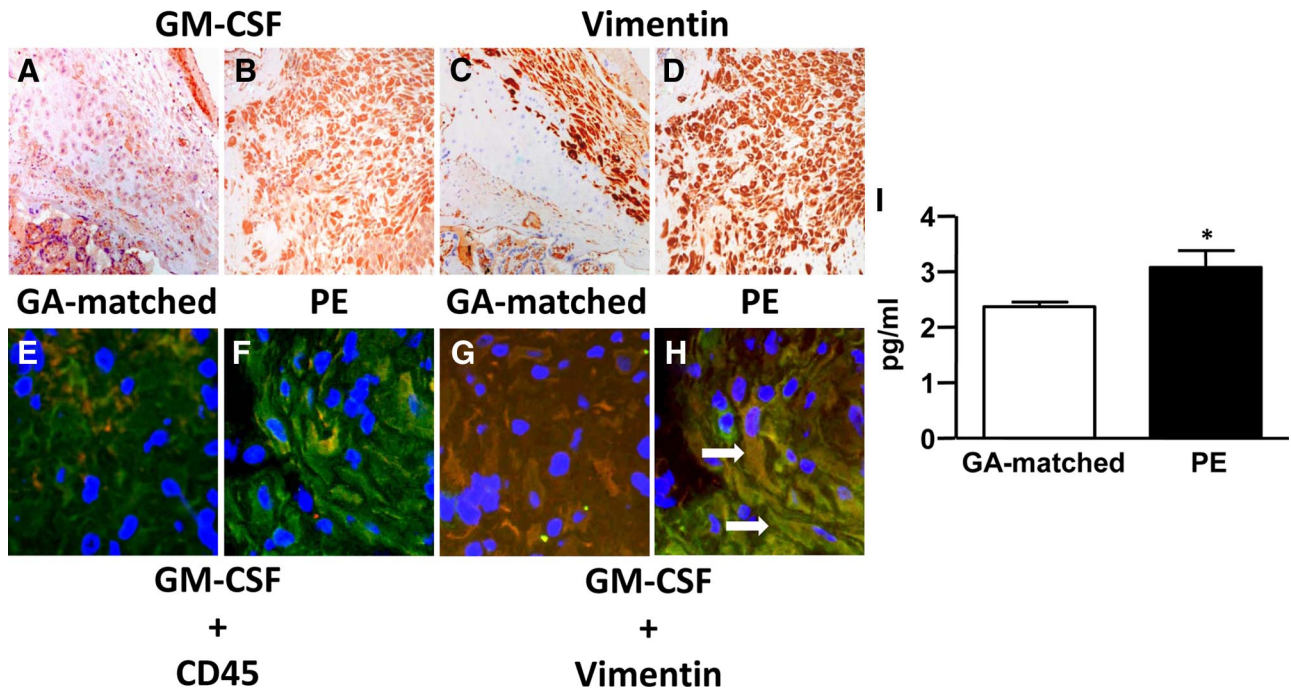 GM-CSF Vimentin
A B C D
GA-matched PE GA-matched PE
E F G H
GM-CSF GM-CSF
+ +
CD45 Vimentin
I
4
3
2
1
0
pg/ml
*
GA-matched PE